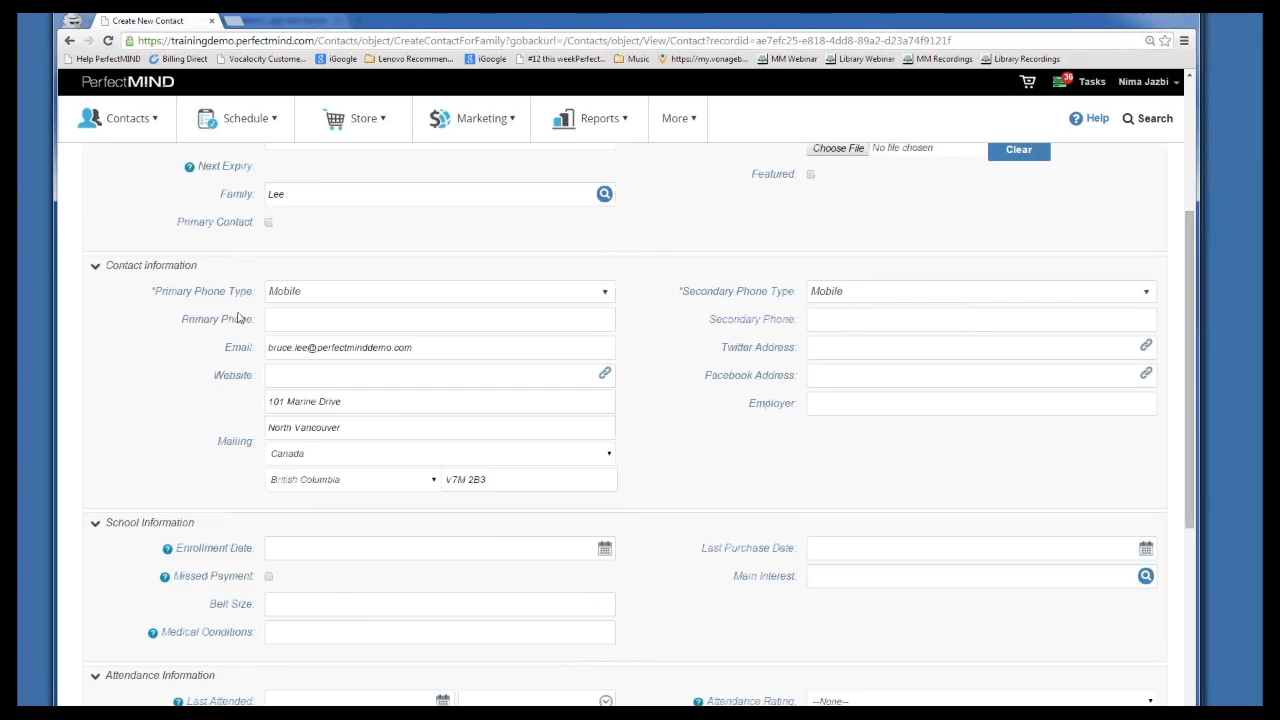 Create New Contact
https://trainingdemo.perfectmind.com/Contacts/object/CreateContactForFamily?gobackurl=/Contacts/object/View/Contact?recordid=ae7efc25-e818-4dd8-89a2-d23a74f9121f
Help PerfectMIND Billing Direct Vocalocity Custome... iGoogle Lenovo Recommen... iGoogle #12 this weekPerfect... Music https://my.vonageb... MM Webinar Library Webinar MM Recordings Library Recordings
PerfectMIND 36 Tasks Nima Jazbi
Contacts Schedule Store Marketing Reports More Help Search
Choose File No file chosen Clear
Next Expiry:
Featured:
Family: Lee
Primary Contact:
Contact Information
*Primary Phone Type: Mobile *Secondary Phone Type: Mobile
Primary Phone: Secondary Phone:
Email: bruce.lee@perfectminddemo.com Twitter Address:
Website: Facebook Address:
101 Marine Drive Employer:
North Vancouver
Mailing:
Canada
British Columbia V7M 2B3
School Information
Enrollment Date: Last Purchase Date:
Missed Payment: Main Interest:
Belt Size:
Medical Conditions:
Attendance Information
Last Attended: Attendance Rating: --None--